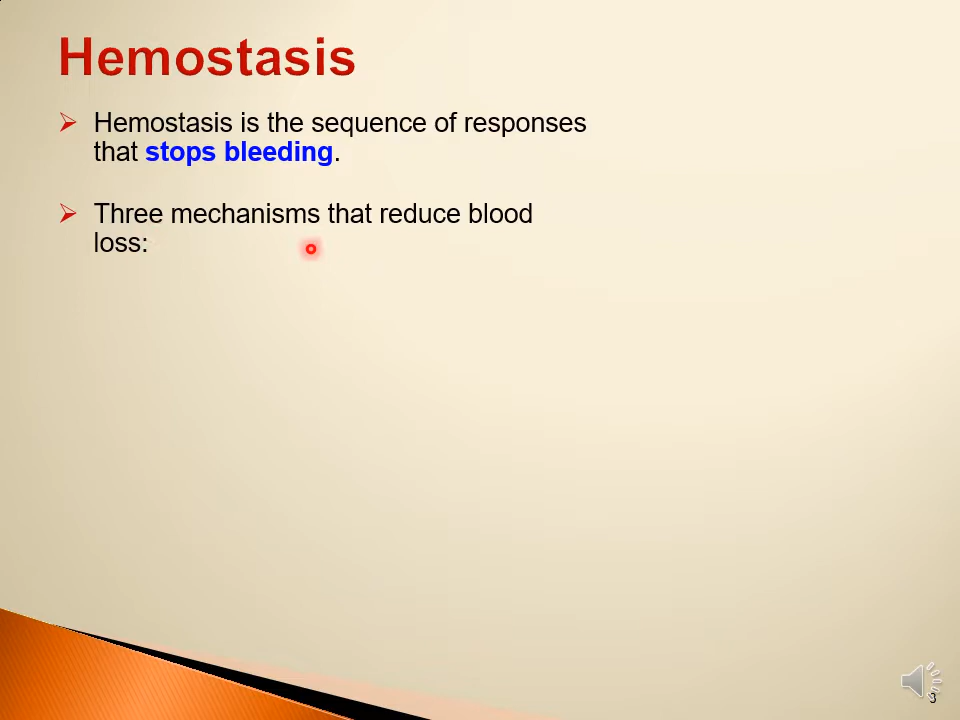 Hemostasis
Hemostasis is the sequence of responses
that stops bleeding.
Three mechanisms that reduce blood
loss:
3